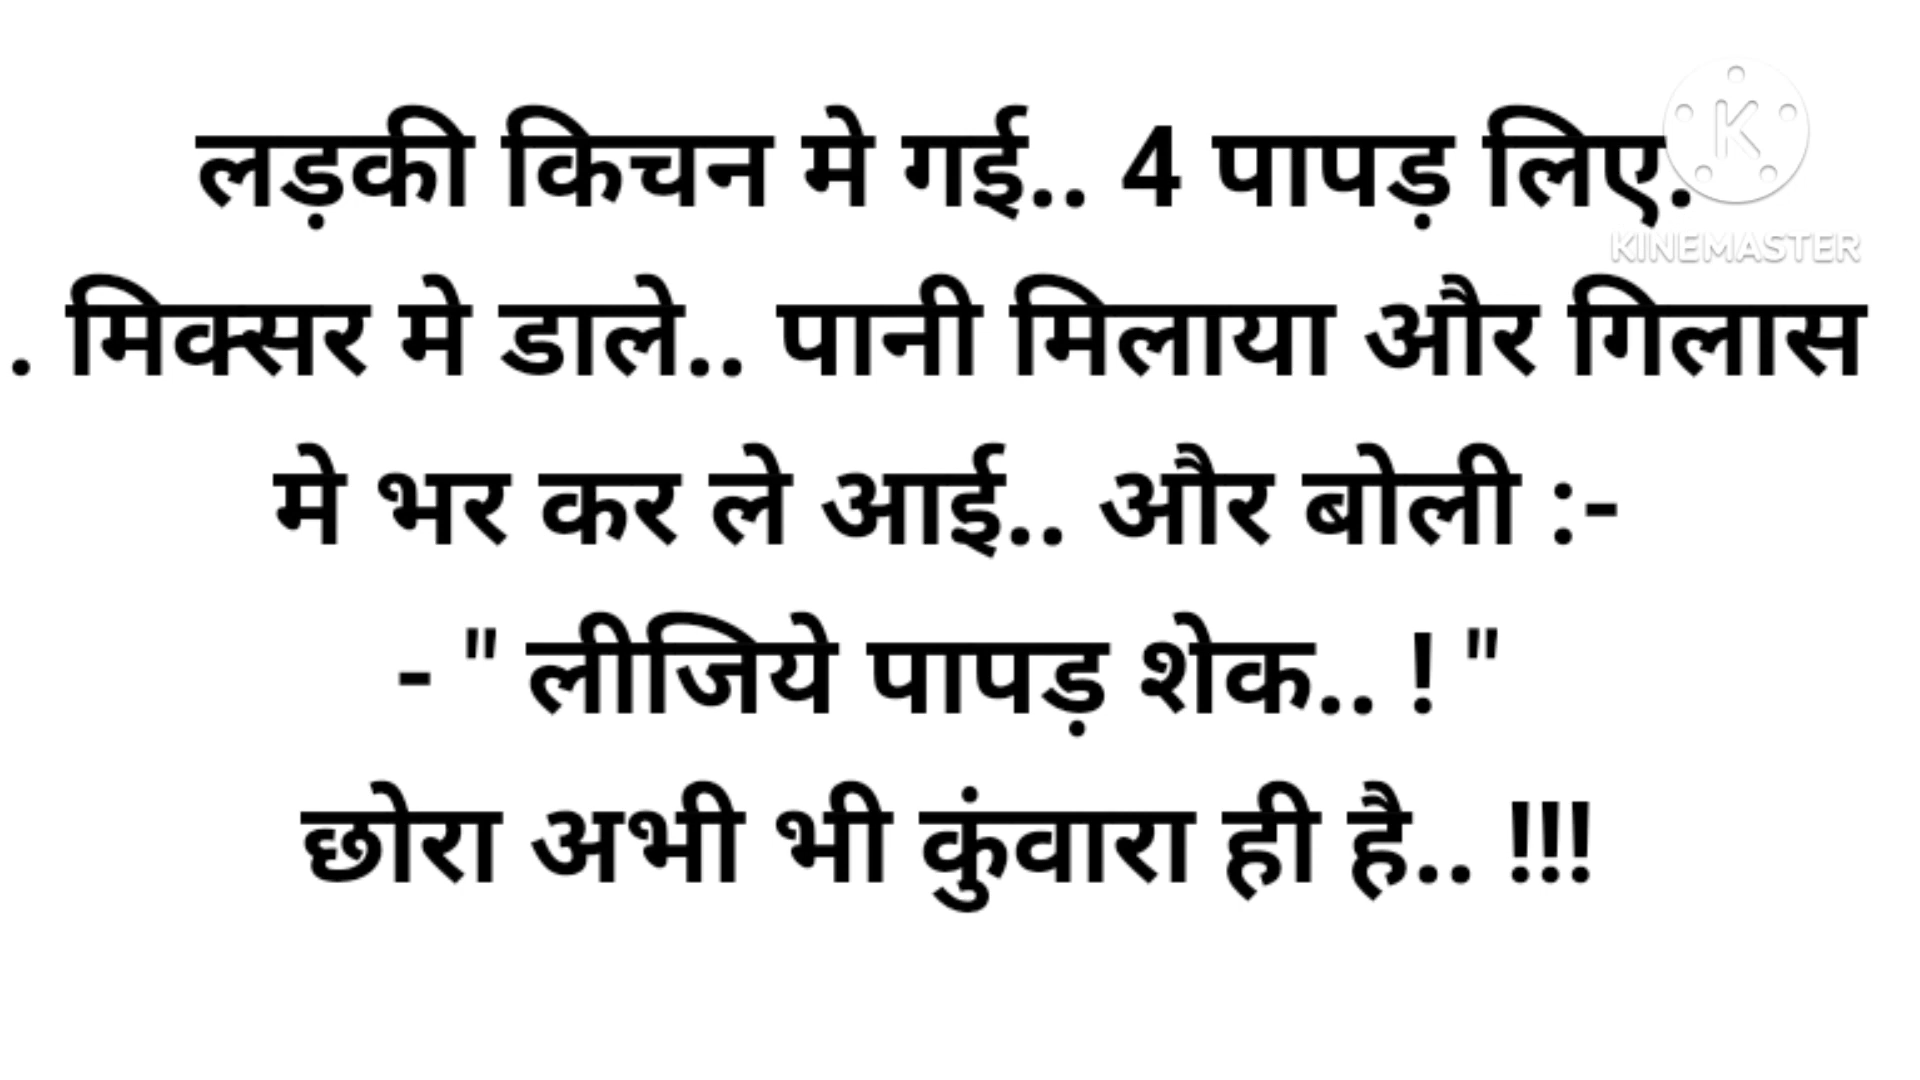 लड़की किचन मे गई.. 4 पापड़ लिए.
. मिक्सर मे डाले.. पानी मिलाया और गिलास
मे भर कर ले आई.. और बोली :-
- " लीजिये पापड़ शेक.. ! "
छोरा अभी भी कुंवारा ही है.. !!!
K
KINEMASTER